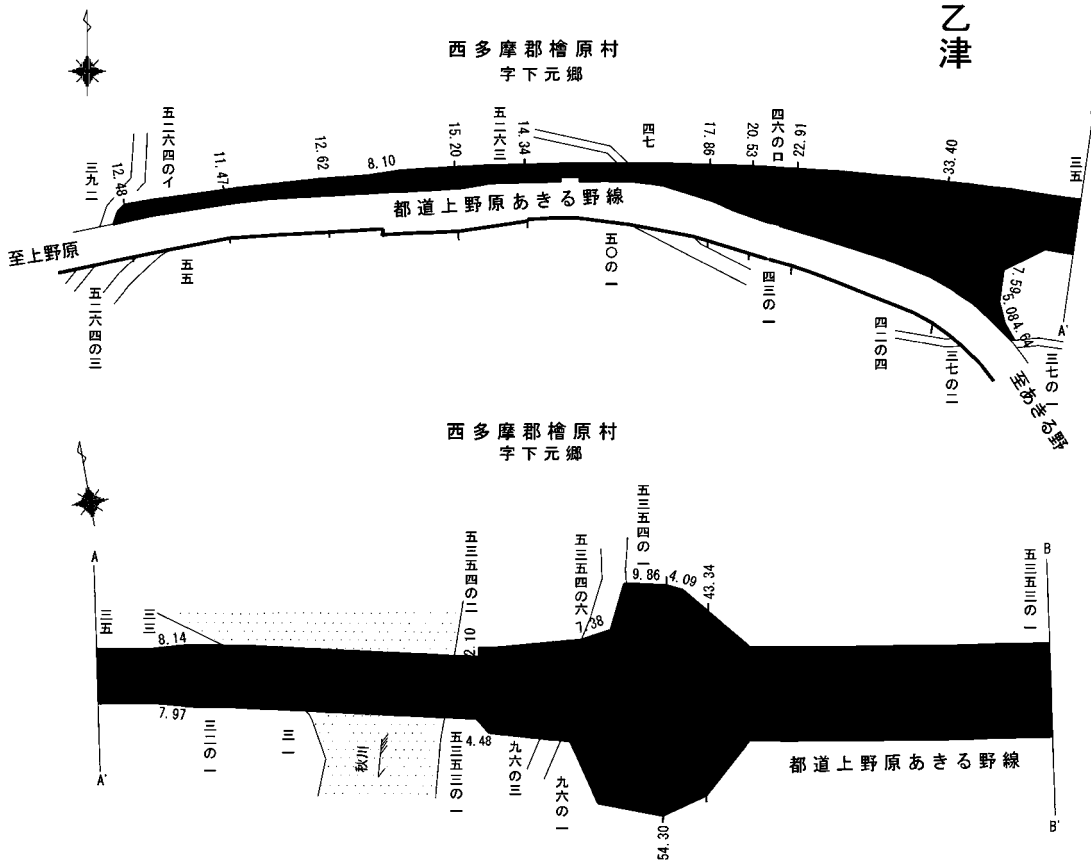 乙津
西多摩郡檜原村
字下元郷
三九二
12.48
五二六四のイ
11.47
12.62
8.10
15.20
五二六三
14.34
四七
17.86
20.53
四六のロ
22.91
33.40
三五
都道上野原あきる野線
至上野原
五二六四の三
五五
五〇の一
四三の一
四二の四
三七の二
7.59
5.08
4.64
A'
三七の一
至あきる野
西多摩郡檜原村
字下元郷
A
三五
三三
8.14
五三五四の二
2.10
五三五四の六
7.38
五三五四の一
9.86
4.09
43.34
五三五三の一
B
7.97
三二の一
三一
秋川
五三五三の一
4.48
九六の三
九六の一
54.30
都道上野原あきる野線
A'
B'